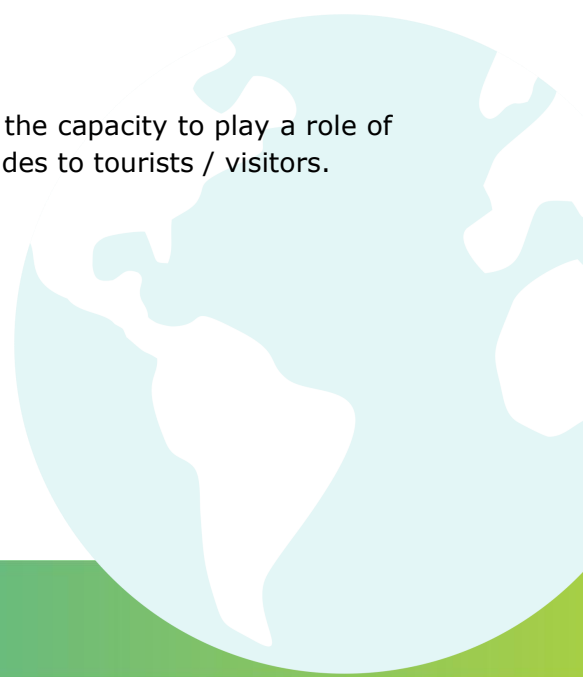 the capacity to play a role of
des to tourists / visitors.